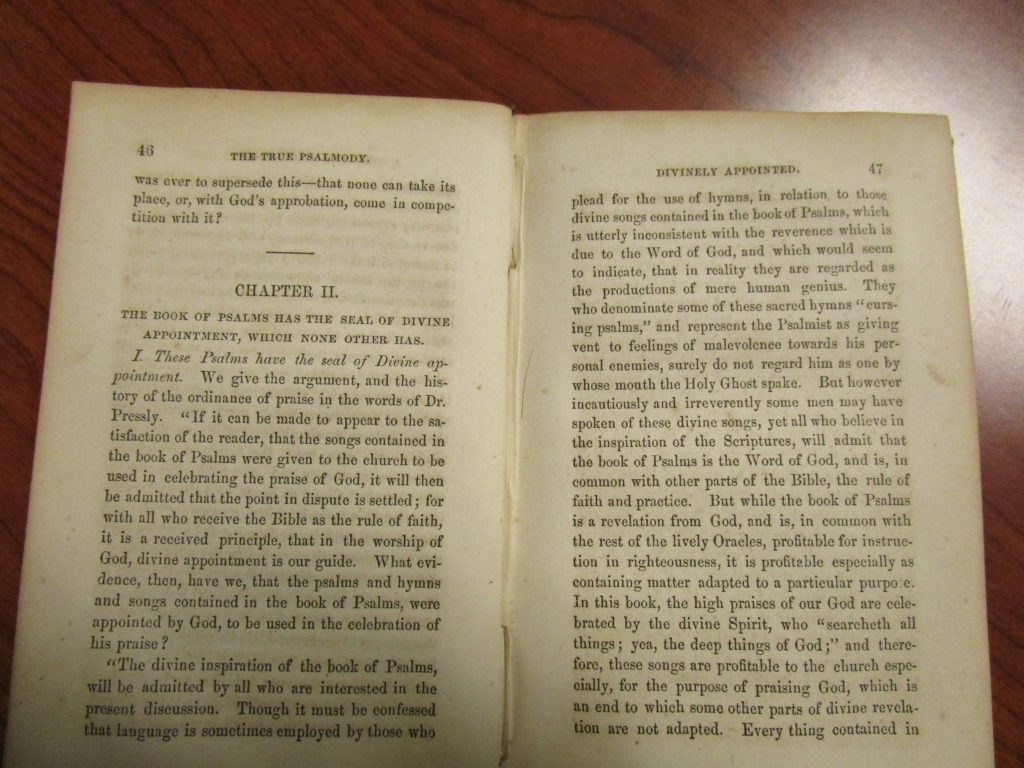 46
THE TRUE PSALMODY.
was ever to supersede this—that none can take its
place, or, with God's approbation, come in compe-
tition with it?
CHAPTER II.
THE BOOK OF PSALMS HAS THE SEAL OF DIVINE
APPOINTMENT, WHICH NONE OTHER HAS.
I. These Psalms have the seal of Divine ap-
pointment. We give the argument, and the his-
tory of the ordinance of praise in the words of Dr.
Pressly. "If it can be made to appear to the sa-
tisfaction of the reader, that the songs contained in
the book of Psalms were given to the church to be
used in celebrating the praise of God, it will then
be admitted that the point in dispute is settled; for
with all who receive the Bible as the rule of faith,
it is a received principle, that in the worship of
God, divine appointment is our guide. What evi-
dence, then, have we, that the psalms and hymns
and songs contained in the book of Psalms, were
appointed by God, to be used in the celebration of
his praise?
"The divine inspiration of the book of Psalms,
will be admitted by all who are interested in the
present discussion. Though it must be confessed
that language is sometimes employed by those who
DIVINELY APPOINTED.
47
plead for the use of hymns, in relation to those
divine songs contained in the book of Psalms, which
is utterly inconsistent with the reverence which is
due to the Word of God, and which would seem
to indicate, that in reality they are regarded as
the productions of mere human genius. They
who denominate some of these sacred hymns "curs-
ing psalms," and represent the Psalmist as giving
vent to feelings of malevolence towards his per-
sonal enemies, surely do not regard him as one by
whose mouth the Holy Ghost spake. But however
incautiously and irreverently some men may have
spoken of these divine songs, yet all who believe in
the inspiration of the Scriptures, will admit that
the book of Psalms is the Word of God, and is, in
common with other parts of the Bible, the rule of
faith and practice. But while the book of Psalms
is a revelation from God, and is, in common with
the rest of the lively Oracles, profitable for instruc-
tion in righteousness, it is profitable especially as
containing matter adapted to a particular purpose.
In this book, the high praises of our God are cele-
brated by the divine Spirit, who "searcheth all
things; yea, the deep things of God;" and there-
fore, these songs are profitable to the church espe-
cially, for the purpose of praising God, which is
an end to which some other parts of divine revela-
tion are not adapted. Every thing contained in